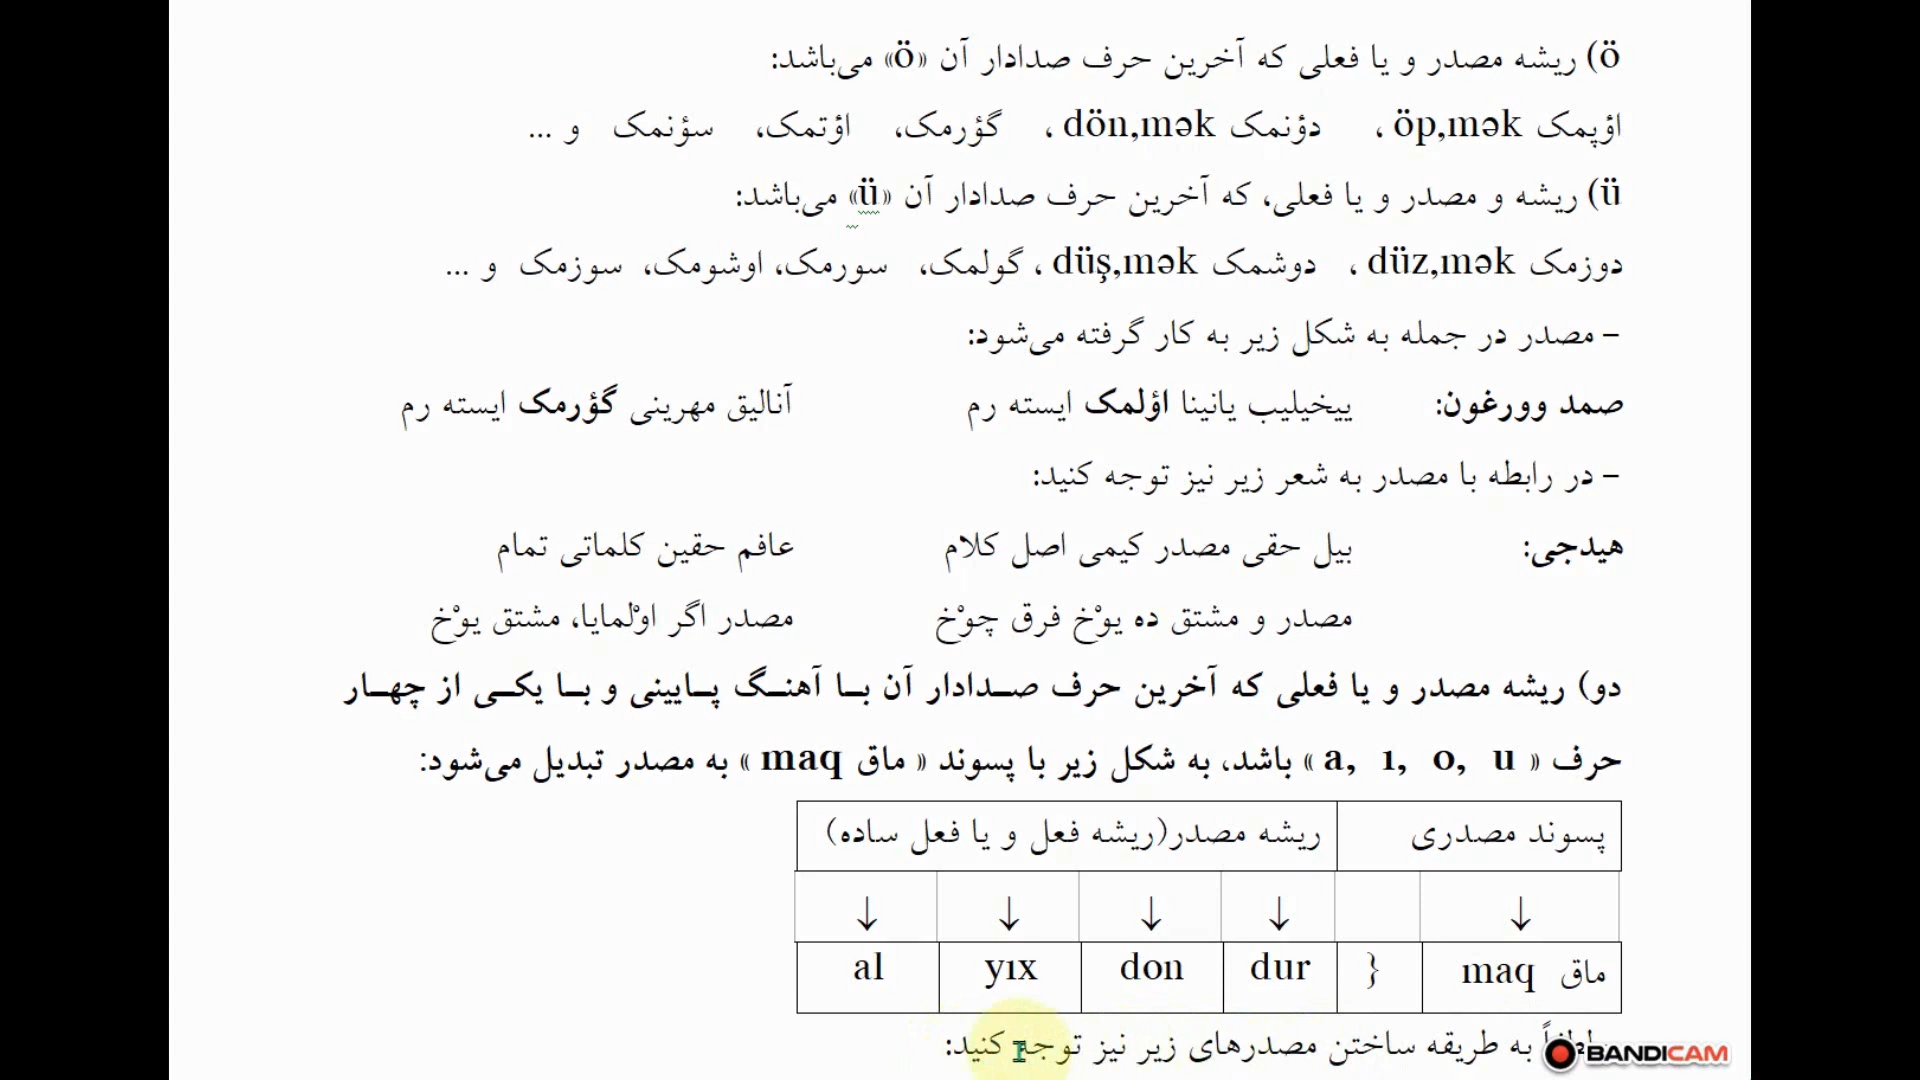 ö) ریشه مصدر و یا فعلی که آخرین حرف صدادار آن «ö» می‌باشد:
اؤپمک öp,mək ، دؤنمک dön,mək ، گؤرمک، اؤتمک، سؤنمک و ...
ü) ریشه و مصدر و یا فعلی، که آخرین حرف صدادار آن «ü» می‌باشد:
دوزمک düz,mək ، دوشمک düş,mək ، گولمک، سورمک، اوشومک، سوزمک و ...
– مصدر در جمله به شکل زیر به کار گرفته می‌شود:
صمد وورغون: ییخیلیب یانینا اؤلمک ایسته رم آنالیق مهرینی گؤرمک ایسته رم
– در رابطه با مصدر به شعر زیر نیز توجه کنید:
هیدجی: بیل حقی مصدر کیمی اصل کلام عافم حقین کلماتی تمام
مصدر و مشتق ده یوْخ فرق چوْخ مصدر اگر اوْلمایا، مشتق یوْخ
دو) ریشه مصدر و یا فعلی که آخرین حرف صدادار آن با آهنگ پایینی و با یکی از چهار
حرف « a, ı, o, u » باشد، به شکل زیر با پسوند « ماق maq » به مصدر تبدیل می‌شود:
پسوند مصدری ریشه مصدر(ریشه فعل و یا فعل ساده)
↓ ↓ ↓ ↓ ↓
ماق maq } dur don yıx al
به طریقه ساختن مصدرهای زیر نیز توجه کنید:
BANDICAM